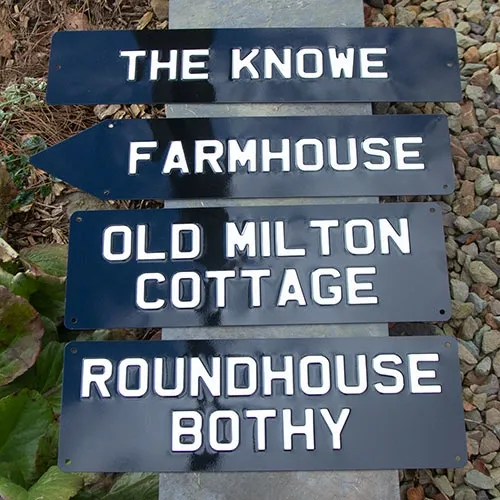 THE KNOWE
FARMHOUSE
OLD MILTON
COTTAGE
ROUNDHOUSE
BOTHY